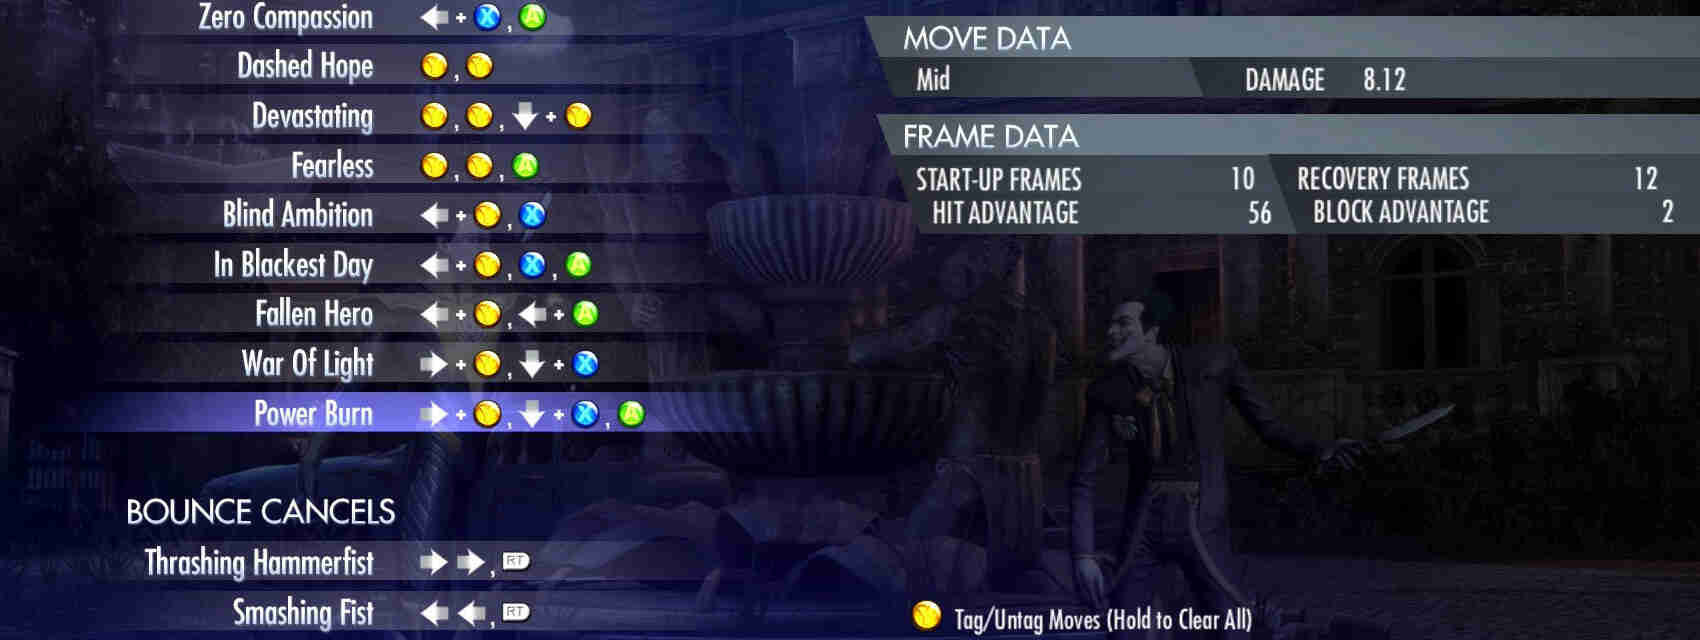 Zero Compassion + X , A
Dashed Hope Y , Y
Devastating Y , Y , + Y
Fearless Y , Y , A
Blind Ambition + Y , X
In Blackest Day + Y , X , A
Fallen Hero + Y , + A
War Of Light + Y , + X
Power Burn + Y , + X , A
BOUNCE CANCELS
Thrashing Hammerfist , RT
Smashing Fist , RT
MOVE DATA
Mid DAMAGE 8.12
FRAME DATA
START-UP FRAMES 10 RECOVERY FRAMES 12
HIT ADVANTAGE 56 BLOCK ADVANTAGE 2
Y Tag/Untag Moves (Hold to Clear All)